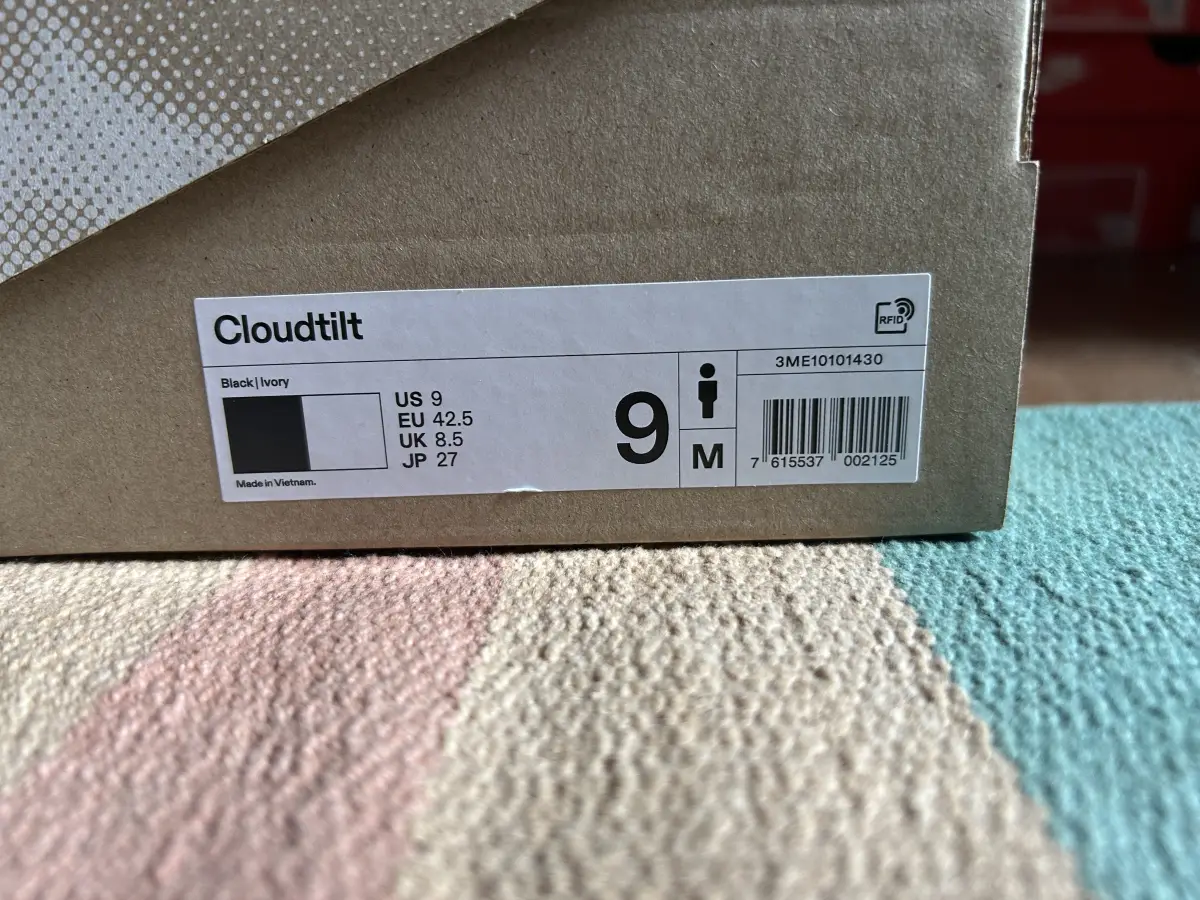 Cloudtilt
RFID
Black|Ivory
US 9
EU 42.5
UK 8.5
JP 27
Made in Vietnam.
9
M
3ME10101430
7 615537 002125